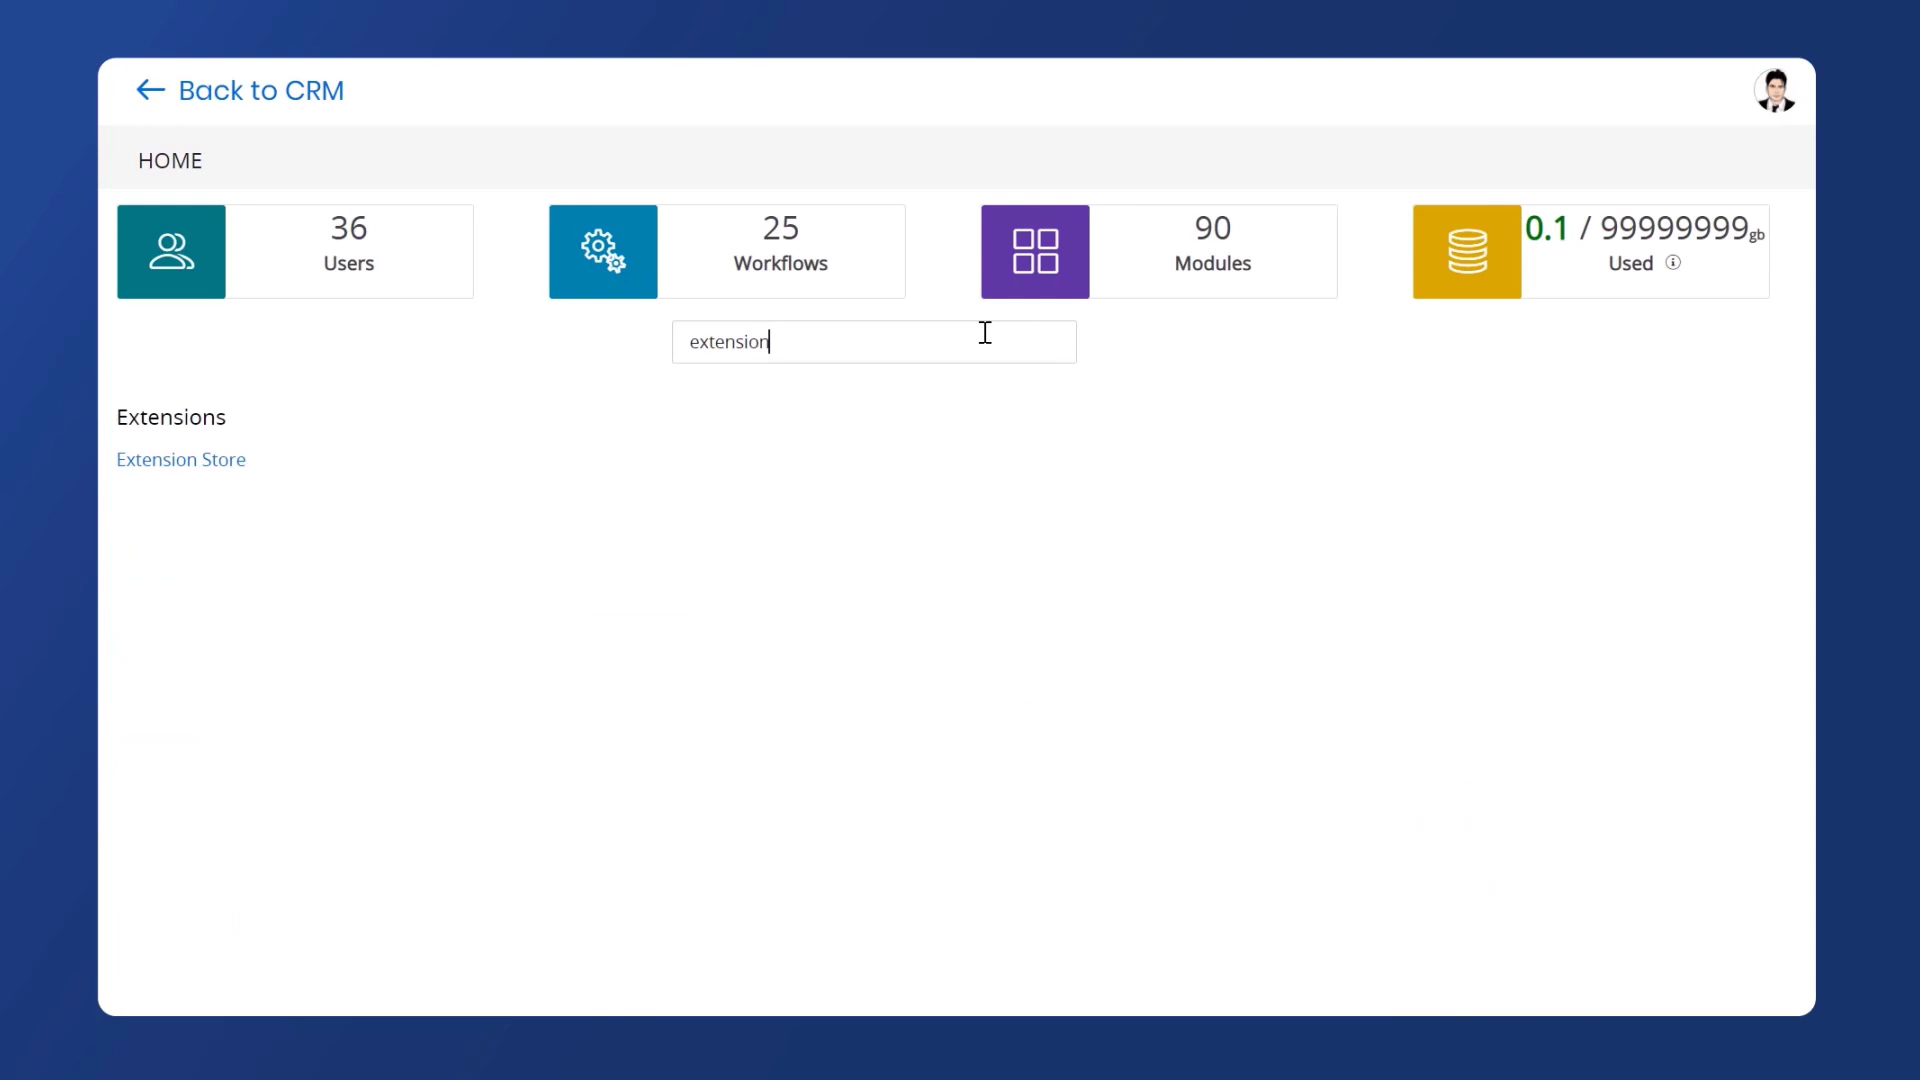 Back to CRM
HOME
36
Users
25
Workflows
90
Modules
0.1 / 99999999gb
Used
extension
Extensions
Extension Store